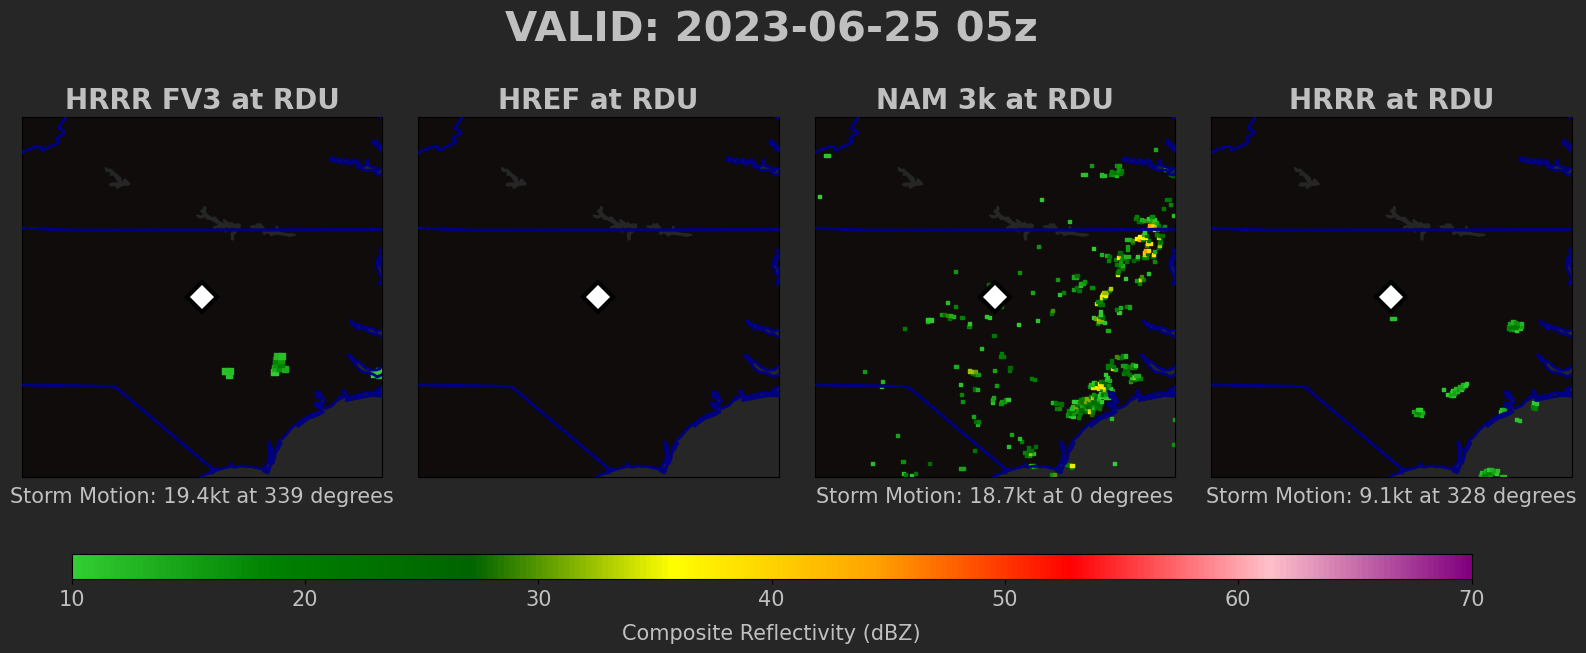 VALID: 2023-06-25 05z
HRRR FV3 at RDU
HREF at RDU
NAM 3k at RDU
HRRR at RDU
Storm Motion: 19.4kt at 339 degrees
Storm Motion: 18.7kt at 0 degrees
Storm Motion: 9.1kt at 328 degrees
10 20 30 40 50 60 70
Composite Reflectivity (dBZ)